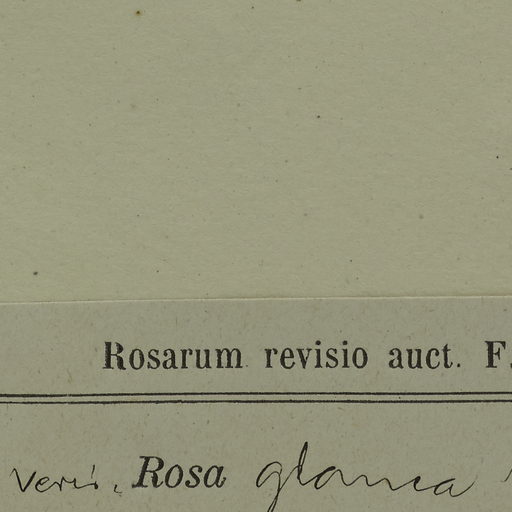 Rosarum revisio auct. F.
Rosa glauca